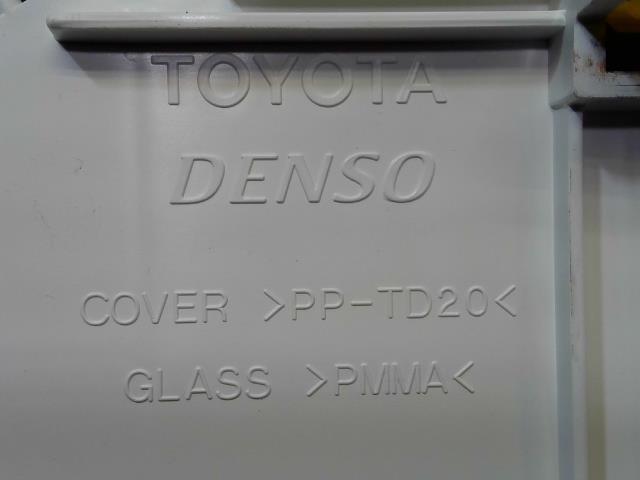 TOYOTA
DENSO
COVER >PP-TD20<
GLASS >PMMA<